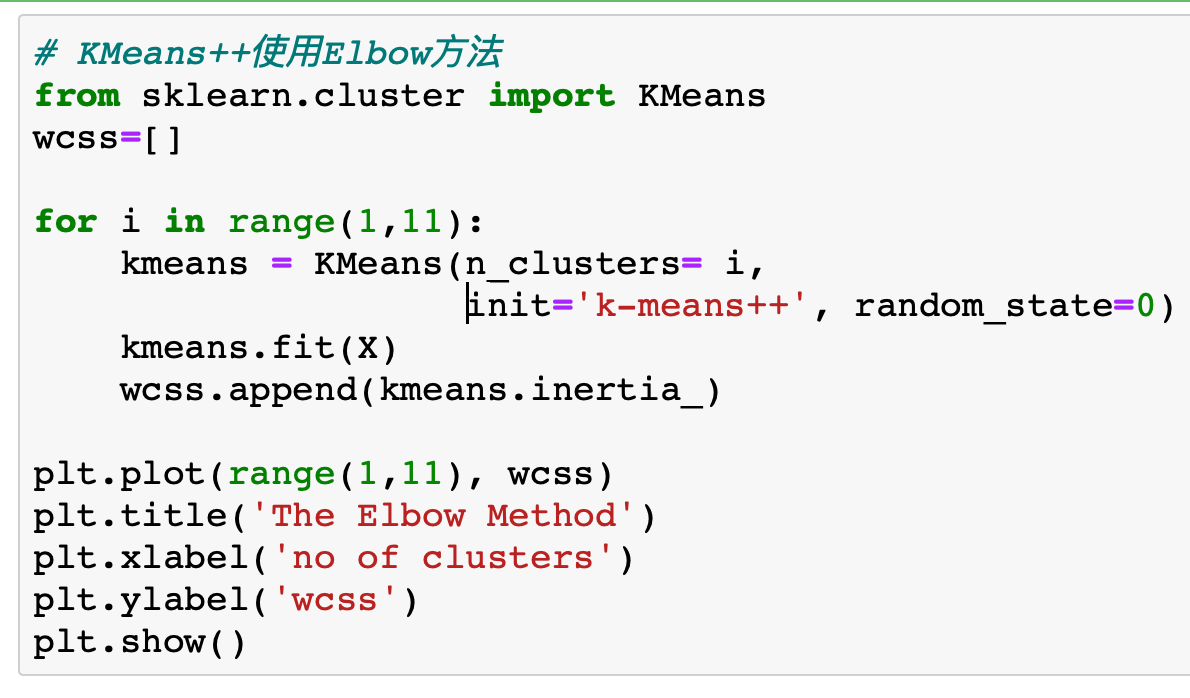 # KMeans++使用Elbow方法
from sklearn.cluster import KMeans
wcss=[]
for i in range(1,11):
    kmeans = KMeans(n_clusters= i,
                    init='k-means++', random_state=0)
    kmeans.fit(X)
    wcss.append(kmeans.inertia_)
plt.plot(range(1,11), wcss)
plt.title('The Elbow Method')
plt.xlabel('no of clusters')
plt.ylabel('wcss')
plt.show()